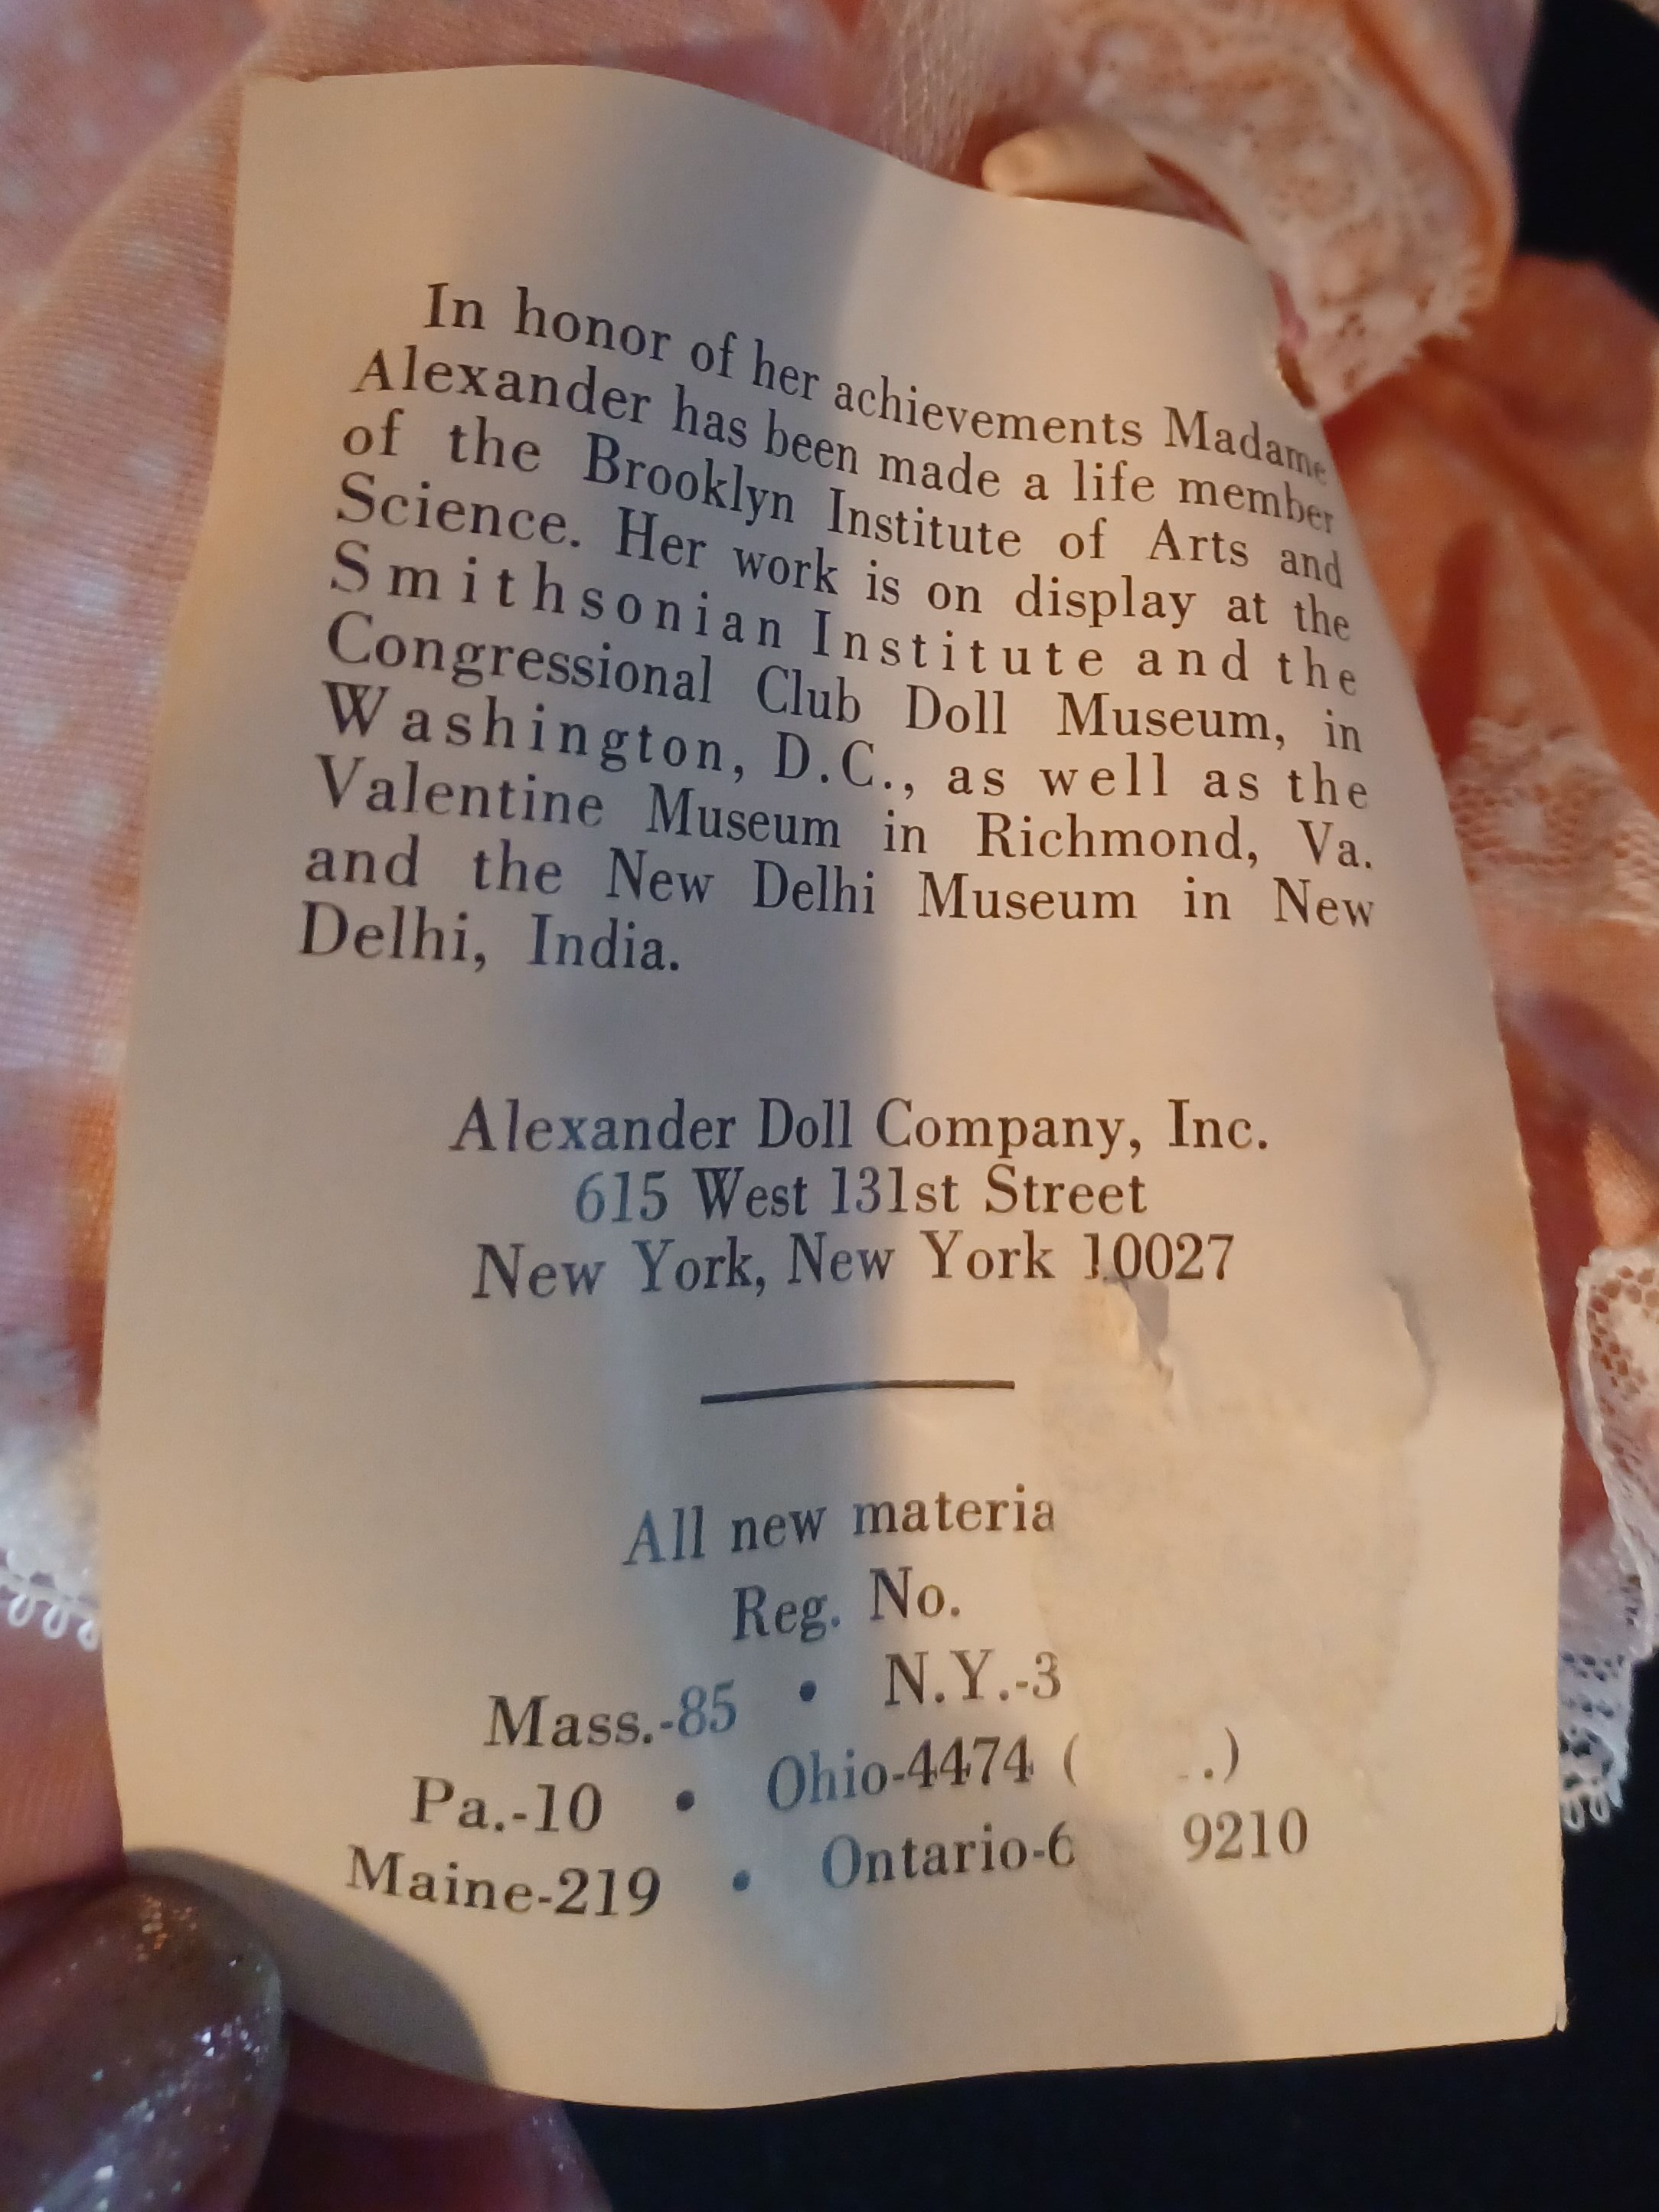 In honor of her achievements Madame
Alexander has been made a life member
of the Brooklyn Institute of Arts and
Science. Her work is on display at the
Smithsonian Institute and the
Congressional Club Doll Museum, in
Washington, D.C., as well as the
Valentine Museum in Richmond, Va.
and the New Delhi Museum in New
Delhi, India.
Alexander Doll Company, Inc.
615 West 131st Street
New York, New York 10027
All new materia
Reg. No.
Mass.-85 • N.Y.-3
Pa.-10 • Ohio-4474 ( .)
Maine-219 • Ontario-6 9210